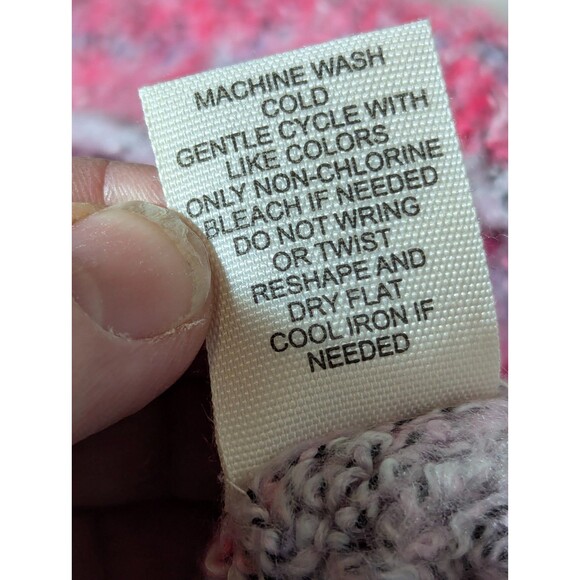 MACHINE WASH
COLD
GENTLE CYCLE WITH
LIKE COLORS
ONLY NON-CHLORINE
BLEACH IF NEEDED
DO NOT WRING
OR TWIST
RESHAPE AND
DRY FLAT
COOL IRON IF
NEEDED